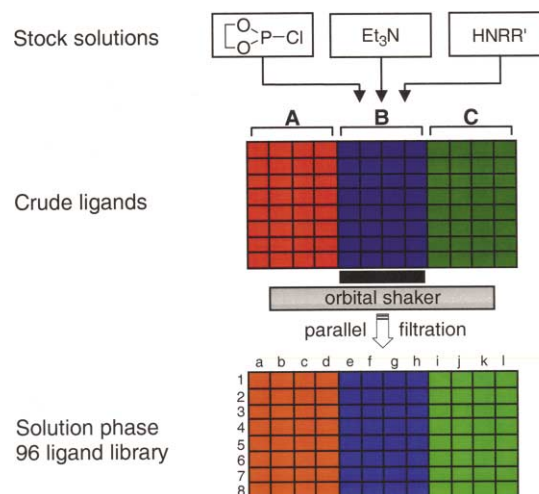 Stock solutions
O O P-Cl
Et₃N
HNRR'
A B C
Crude ligands
orbital shaker
parallel filtration
a b c d e f g h i j k l
1
2
3
4
5
6
7
8
Solution phase
96 ligand library